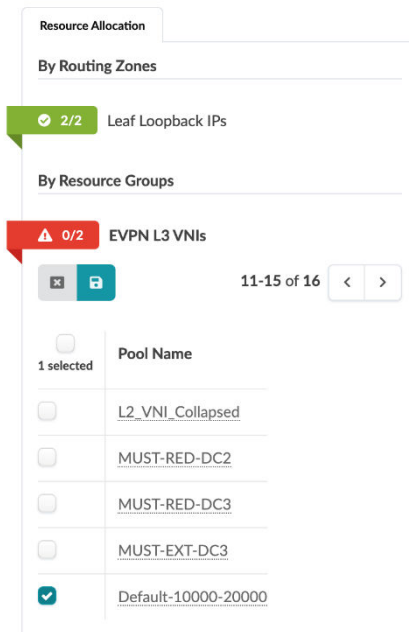 Resource Allocation
By Routing Zones
2/2 Leaf Loopback IPs
By Resource Groups
0/2 EVPN L3 VNIs
11-15 of 16
1 selected
Pool Name
L2_VNI_Collapsed
MUST-RED-DC2
MUST-RED-DC3
MUST-EXT-DC3
Default-10000-20000